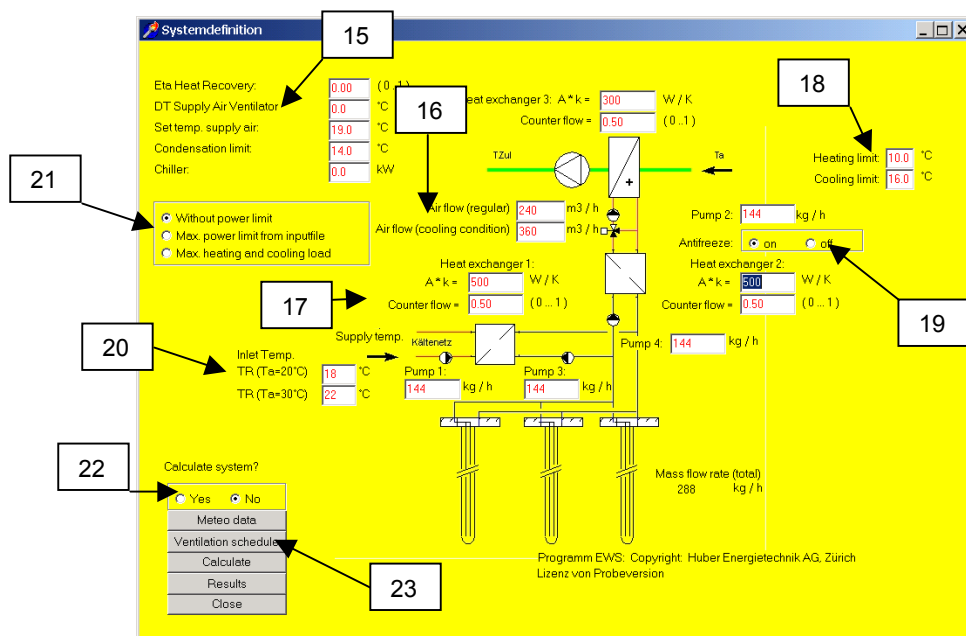 15
Systemdefinition
Eta Heat Recovery: 0.00 (0..1)
DT Supply Air Ventilator 0.0 °C
Set temp. supply air: 19.0 °C
Condensation limit: 14.0 °C
Chiller: 0.0 kW
16
eat exchanger 3: A*k = 300 W / K
Counter flow = 0.50 (0..1)
18
TZul
Ta
+
Heating limit: 10.0 °C
Cooling limit: 16.0 °C
21
Without power limit
Max. power limit from inputfile
Max. heating and cooling load
Air flow (regular) 240 m3 / h
Air flow (cooling condition) 360 m3 / h
Pump 2: 144 kg / h
Antifreeze: on off
17
Heat exchanger 1:
A*k = 500 W / K
Counter flow = 0.50 (0 ... 1)
Heat exchanger 2:
A*k = 500 W / K
Counter flow = 0.50 (0 ... 1)
19
20
Supply temp. Kältenetz
Inlet Temp.
TR (Ta=20°C) 18 °C
TR (Ta=30°C) 22 °C
Pump 1:
144 kg / h
Pump 3:
144 kg / h
Pump 4: 144 kg / h
22
Calculate system?
Yes No
Meteo data
Ventilation schedule
Calculate
Results
Close
23
Mass flow rate (total)
288 kg / h
Programm EWS: Copyright: Huber Energietechnik AG, Zürich
Lizenz von Probeversion